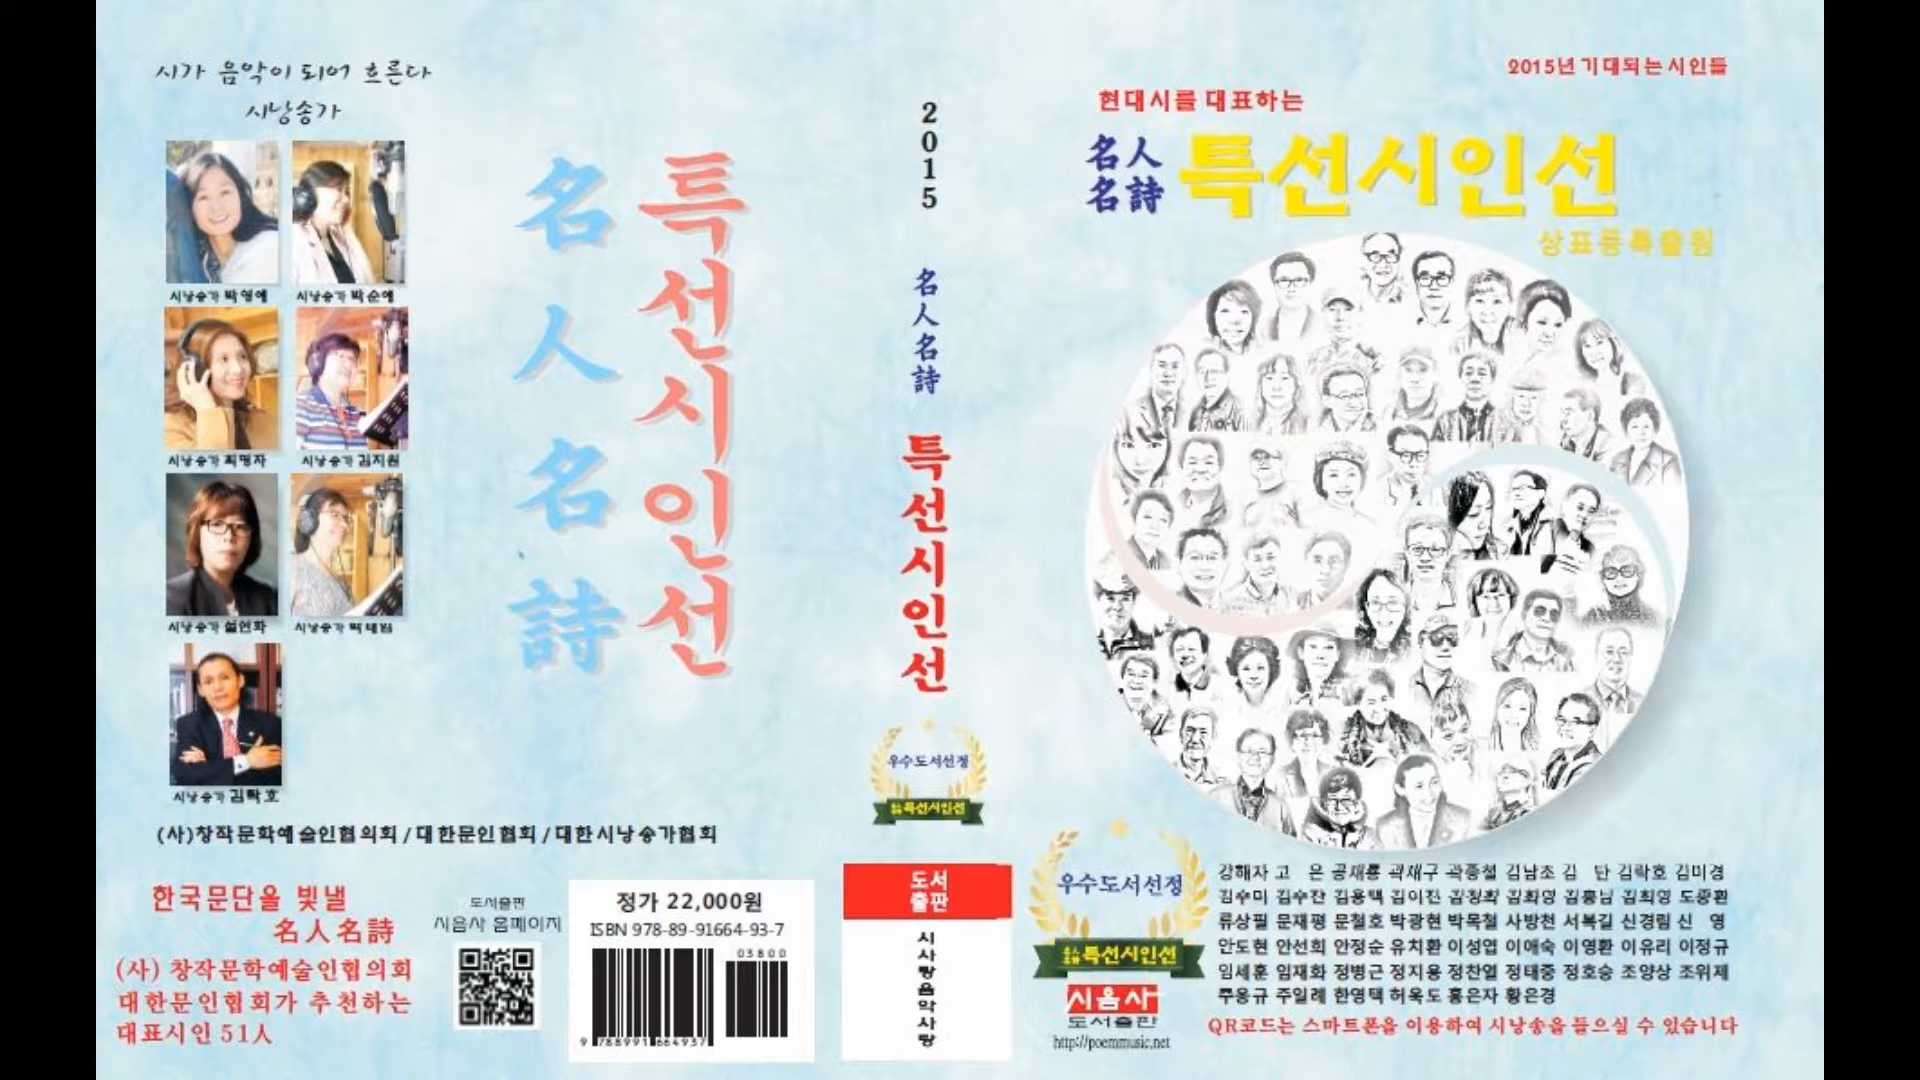 시가 음악이 되어 흐른다
시낭송가
시낭송가 박영애
시낭송가 박순애
시낭송가 최명자
시낭송가 김지원
시낭송가 설연화
시낭송가 박태임
시낭송가 김락호
(사)창작문학예술인협의회/대한문인협회/대한시낭송가협회
한국문단을 빛낼
名人名詩
(사) 창작문학예술인협의회
대한문인협회가 추천하는
대표시인 51人
名人名詩
특선시인선
도서출판
시음사 홈페이지
정가 22,000원
ISBN 978-89-91664-93-7
03800
9 788991 664937
2015
名人名詩
특선시인선
우수도서선정
특선시인선
도서
출판
시사랑음악사랑
2015년 기대되는 시인들
현대시를 대표하는
名人
名詩
특선시인선
상표등록출원
우수도서선정
특선시인선
시음사
도서출판
http://poemmusic.net
강해자 고 은 공재룡 곽재구 곽종철 김남조 김 단 김락호 김미경
김수미 김수잔 김용택 김이진 김정희 김희영 김흥님 김희영 도종환
류상필 문재평 문철호 박광현 박목철 사방천 서복길 신경림 신 영
안도현 안선희 안정순 유치환 이성엽 이애숙 이영환 이유리 이정규
임세훈 임재화 정병근 정지용 정찬열 정태중 정호승 조양상 조위제
주응규 주일례 한영택 허욱도 홍은자 황은경
QR코드는 스마트폰을 이용하여 시낭송을 들으실 수 있습니다